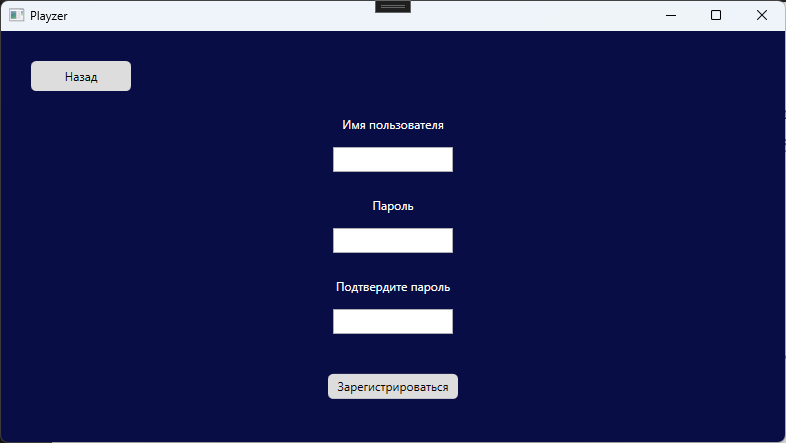 Playzer
Назад
Имя пользователя
Пароль
Подтвердите пароль
Зарегистрироваться